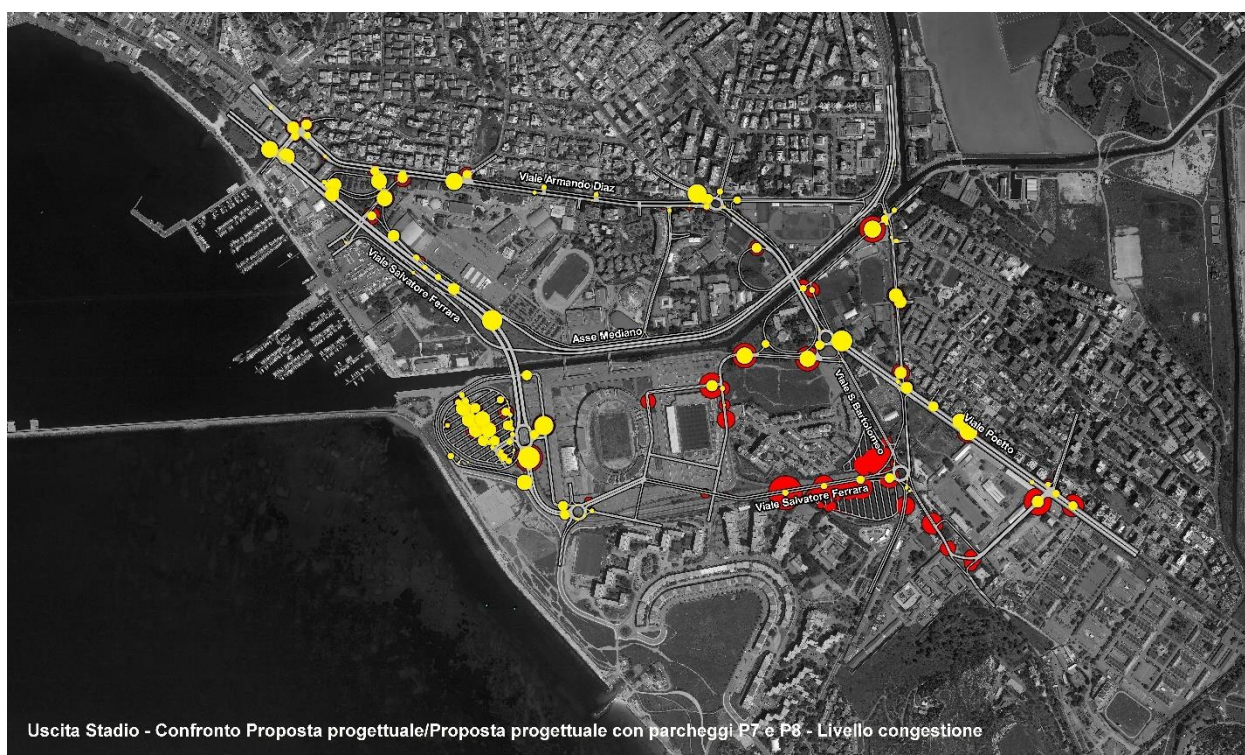 Viale Armando Diaz
Viale Salvatore Ferrara
Asse Mediano
Viale S.Bartolomeo
Viale Poetto
Viale Salvatore Ferrara
Uscita Stadio - Confronto Proposta progettuale/Proposta progettuale con parcheggi P7 e P8 - Livello congestione